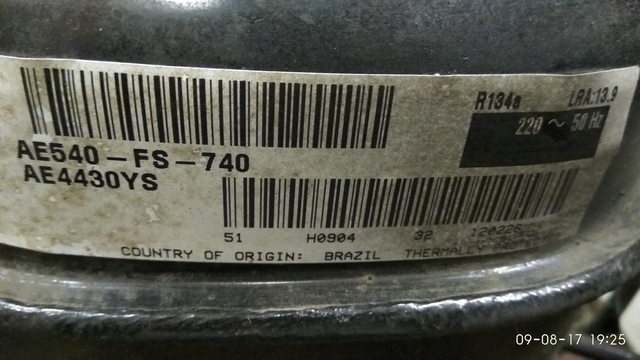 R134a LRA:13.9
220 ~ 50 Hz
AE540-FS-740
AE4430YS
51 H0904 32
COUNTRY OF ORIGIN: BRAZIL THERMALLY
09-08-17 19:25